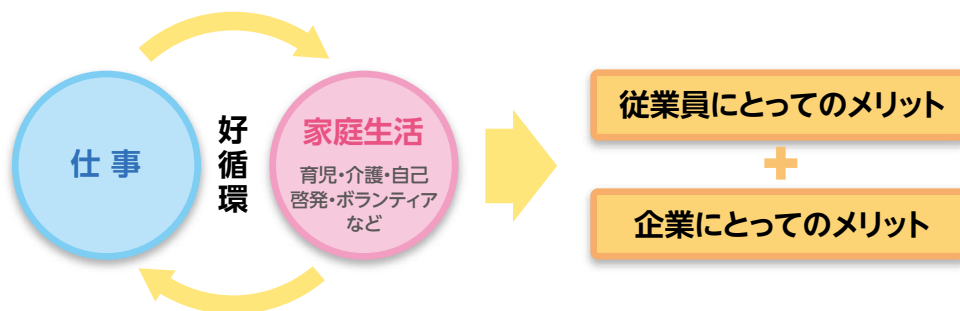 仕事
好循環
家庭生活
育児・介護・自己
啓発・ボランティア
など
従業員にとってのメリット
企業にとってのメリット